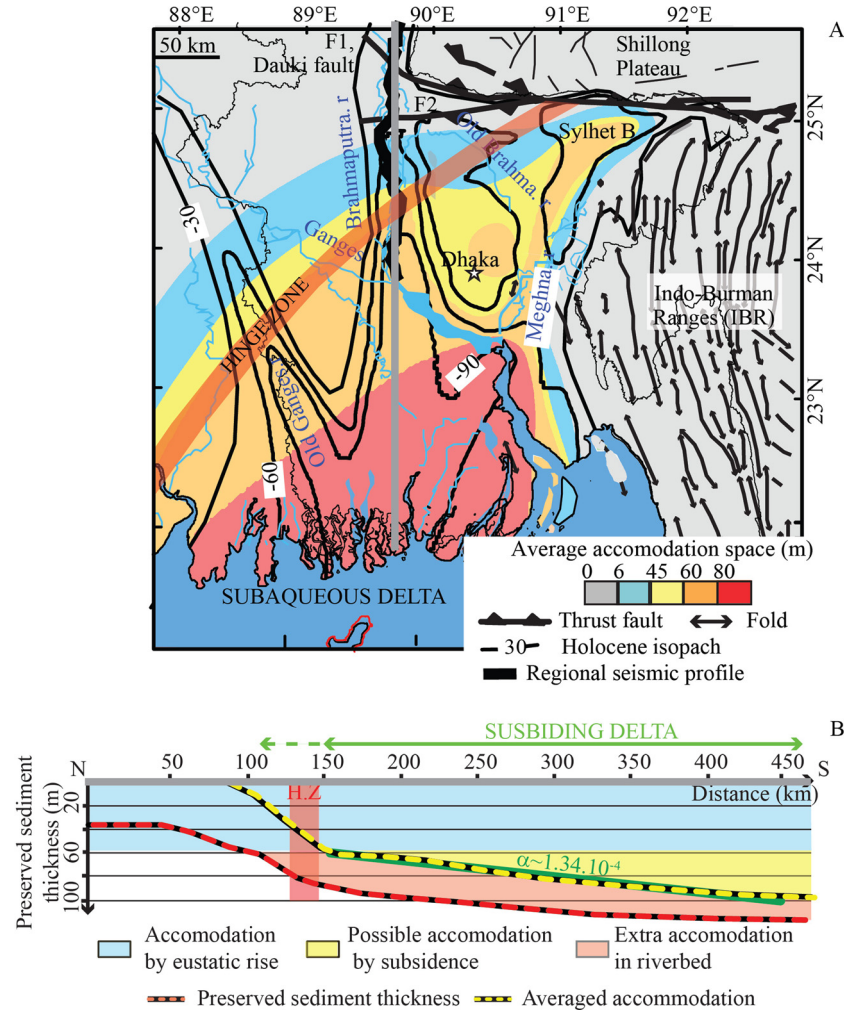 88°E 89°E 90°E 91°E 92°E
A
50 km
F1,
Dauki fault
Shillong
Plateau
F2
25°N
Sylhet B
Brahmaputra. r
Old Brahma. r
-30
Ganges
24°N
Dhaka
Meghna. r
Indo-Burman
Ranges (IBR)
HINGE ZONE
-90
23°N
Old Ganges
-60
Average accomodation space (m)
0 6 45 60 80
Thrust fault Fold
30 Holocene isopach
Regional seismic profile
SUBAQUEOUS DELTA
B
SUSBIDING DELTA
N 50 100 150 200 250 300 350 400 450 S
H.Z
Distance (km)
Preserved sediment
thickness (m)
20
60
100
α~1.34.10-4
Accomodation
by eustatic rise
Possible accomodation
by subsidence
Extra accomodation
in riverbed
Preserved sediment thickness
Averaged accommodation